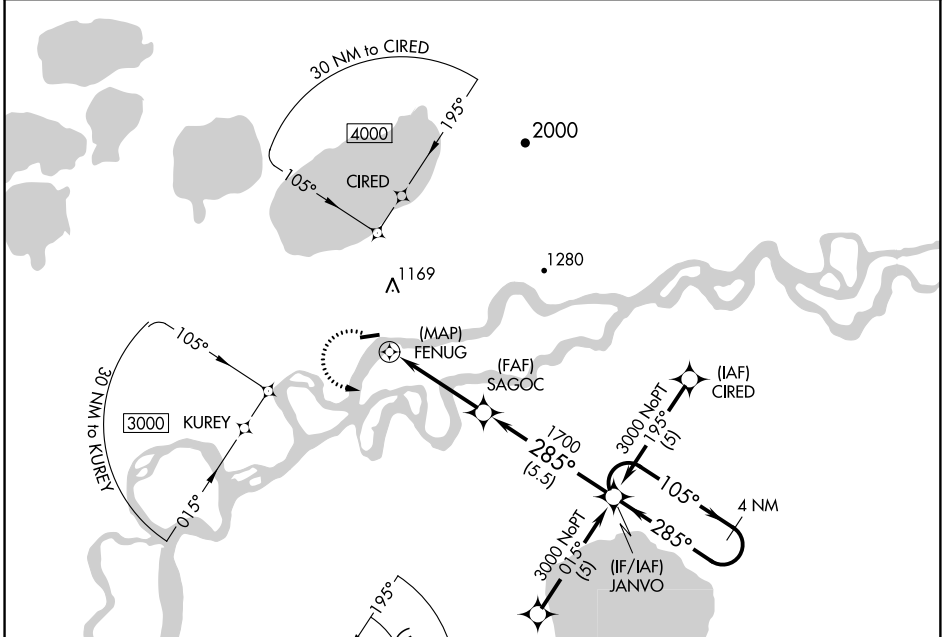 30 NM to CIRED
4000
195°
105°
CIRED
2000
1280
1169
(MAP)
FENUG
(FAF)
SAGOC
(IAF)
CIRED
105°
30 NM to KUREY
3000
KUREY
015°
1700
285°
(5.5)
3000 NoPT
195°
(5)
105°
4 NM
285°
3000 NoPT
015°
(5)
(IF/IAF)
JANVO
195°